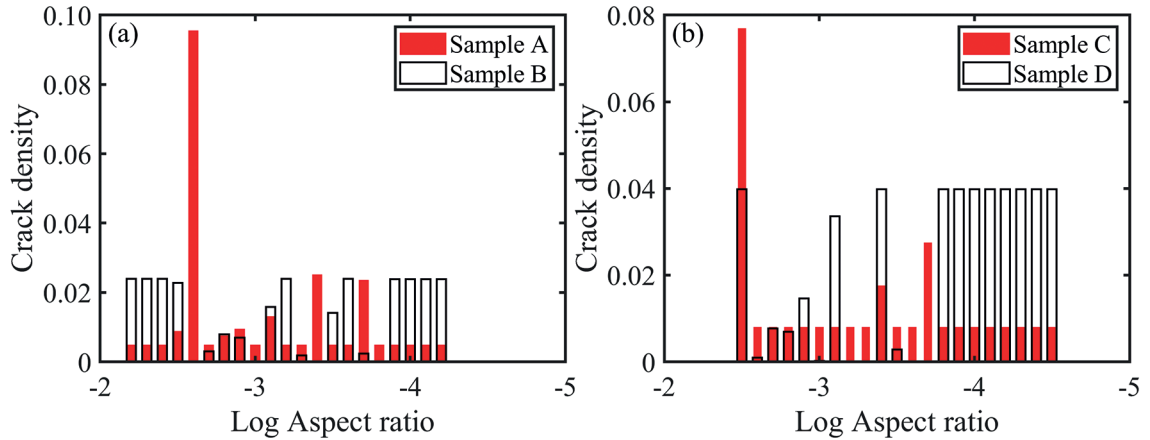 (a)
Sample A
Sample B
0.10
0.08
0.06
0.04
0.02
0
-2
-3
-4
-5
Crack density
Log Aspect ratio
(b)
Sample C
Sample D
0.08
0.06
0.04
0.02
0
-2
-3
-4
-5
Crack density
Log Aspect ratio